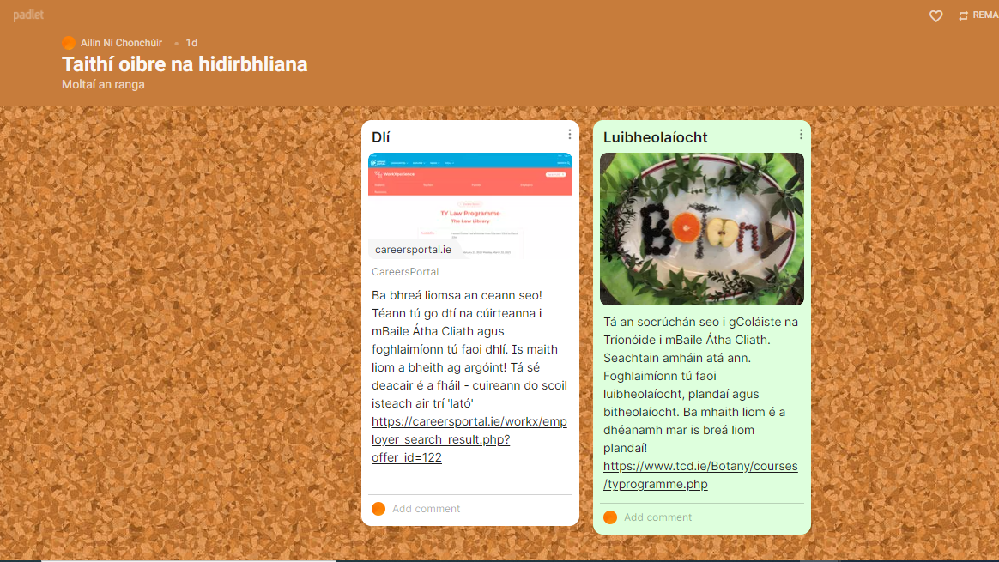 padlet
REMA
Ailín Ní Chonchúir • 1d
Taithí oibre na hidirbhliana
Moltaí an ranga
Dlí
TY Law Programme
The Law Library
careersportal.ie
CareersPortal
Ba bhreá liomsa an ceann seo!
Téann tú go dtí na cúirteanna i
mBaile Átha Cliath agus
foghlaimíonn tú faoi dhlí. Is maith
liom a bheith ag argóint! Tá sé
deacair é a fháil - cuireann do scoil
isteach air trí 'lató'
https://careersportal.ie/workx/emp
loyer_search_result.php?
offer_id=122
Add comment
Luibheolaíocht
BOTANY
Tá an socrúchán seo i gColáiste na
Tríonóide i mBaile Átha Cliath.
Seachtain amháin atá ann.
Foghlaimíonn tú faoi
luibheolaíocht, plandaí agus
bitheolaíocht. Ba mhaith liom é a
dhéanamh mar is breá liom
plandaí!
https://www.tcd.ie/Botany/courses
/typrogramme.php
Add comment